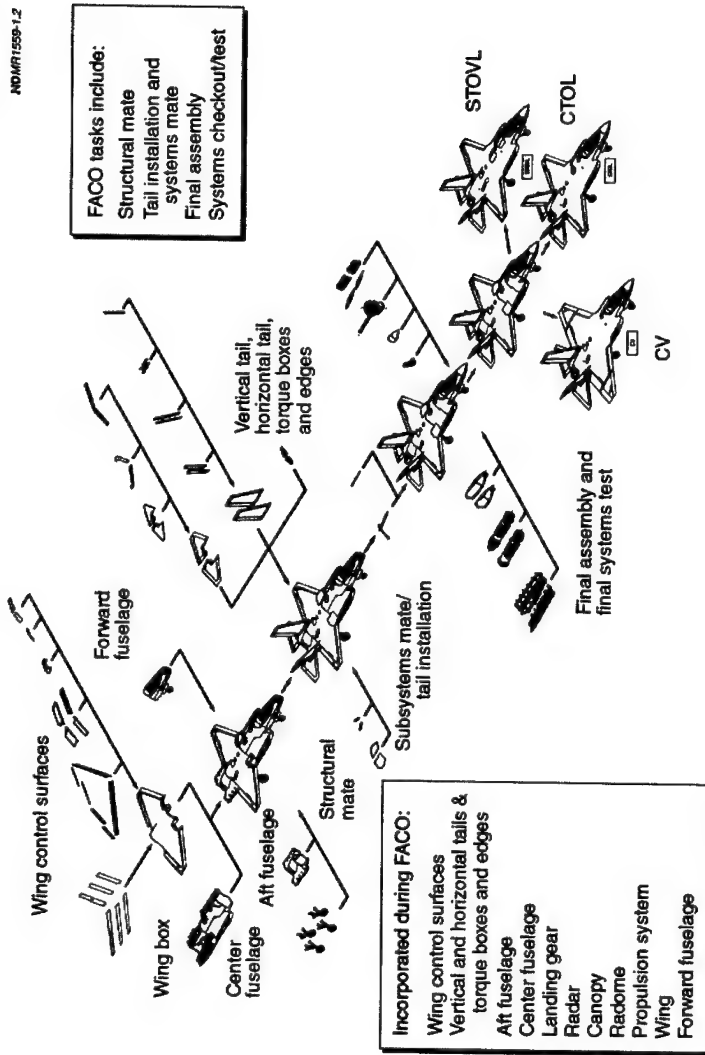 NDMR1559-1.2
FACO tasks include:
Structural mate
Tail installation and
systems mate
Final assembly
Systems checkout/test
Wing control surfaces
Forward
fuselage
Vertical tail,
horizontal tail,
torque boxes
and edges
Wing box
Center
fuselage
Aft fuselage
Structural
mate
Subsystems mate/
tail installation
STOVL
CTOL
CV
Final assembly and
final systems test
Incorporated during FACO:
Wing control surfaces
Vertical and horizontal tails &
torque boxes and edges
Aft fuselage
Center fuselage
Landing gear
Radar
Canopy
Radome
Propulsion system
Wing
Forward fuselage